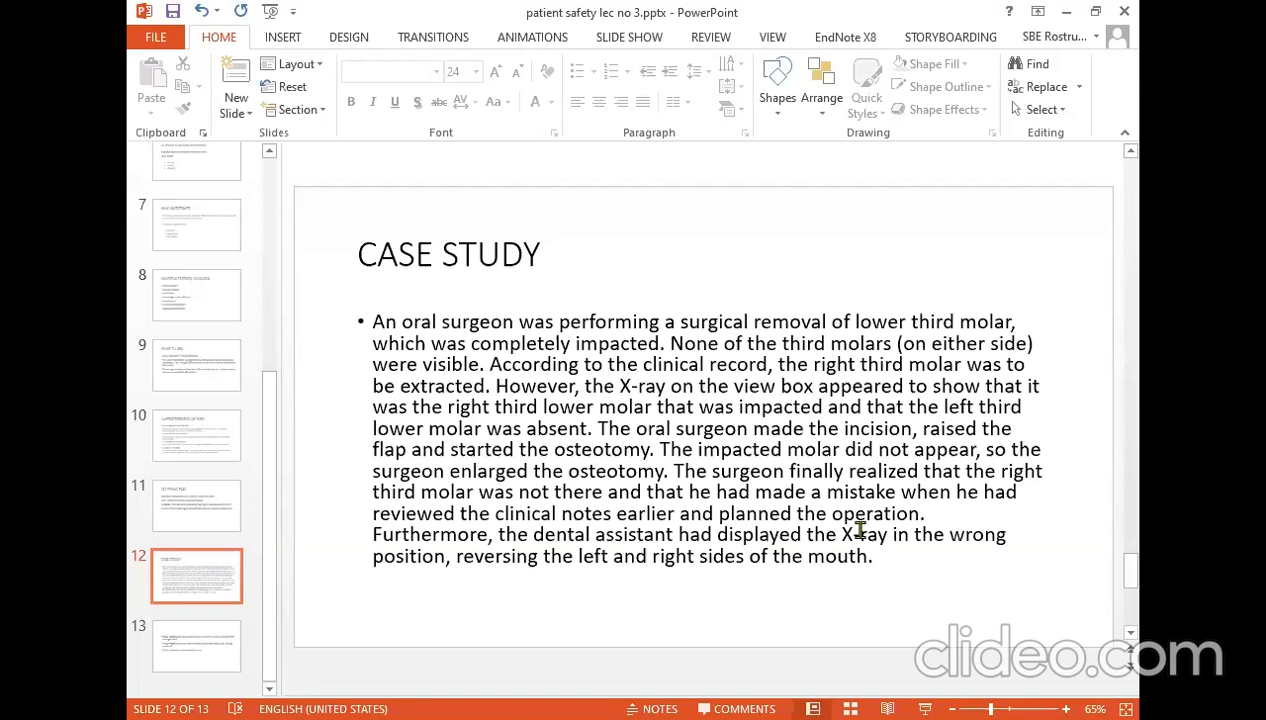 patient safety lec no 3.pptx - PowerPoint
FILE HOME INSERT DESIGN TRANSITIONS ANIMATIONS SLIDE SHOW REVIEW VIEW EndNote X8 STORYBOARDING SBE Rostru...
Paste
New Slide
Layout
Reset
Section
24
B I U S abc AV Aa A
Shapes Arrange Quick Styles
Shape Fill
Shape Outline
Shape Effects
Find
Replace
Select
Clipboard Slides Font Paragraph Drawing Editing
7
8
9
10
11
12
13
CASE STUDY
• An oral surgeon was performing a surgical removal of lower third molar,
which was completely impacted. None of the third molars (on either side)
were visible. According to the clinical record, the right third molar was to
be extracted. However, the X-ray on the view box appeared to show that it
was the right third lower molar that was impacted and that the left third
lower molar was absent. The oral surgeon made the incision, raised the
flap and started the osteotomy. The impacted molar did not appear, so the
surgeon enlarged the osteotomy. The surgeon finally realized that the right
third molar was not there and that he had made a mistake when he had
reviewed the clinical notes earlier and planned the operation.
Furthermore, the dental assistant had displayed the X-ray in the wrong
position, reversing the left and right sides of the mouth.
clideo.com
SLIDE 12 OF 13 ENGLISH (UNITED STATES) NOTES COMMENTS 65%